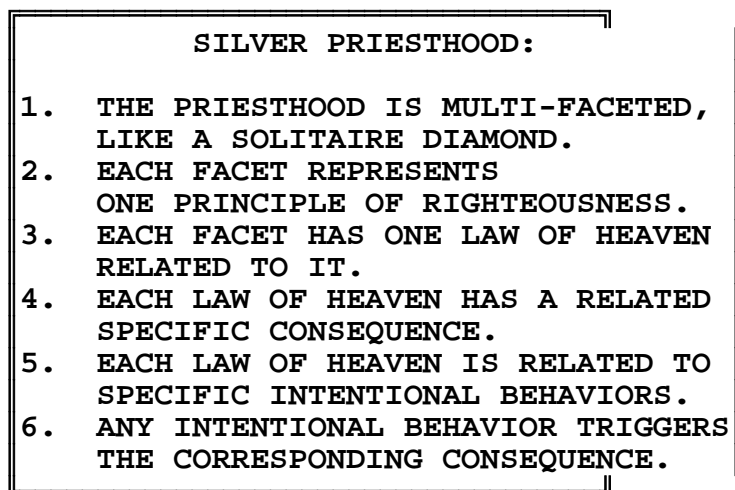 SILVER PRIESTHOOD:
1. THE PRIESTHOOD IS MULTI-FACETED,
LIKE A SOLITAIRE DIAMOND.
2. EACH FACET REPRESENTS
ONE PRINCIPLE OF RIGHTEOUSNESS.
3. EACH FACET HAS ONE LAW OF HEAVEN
RELATED TO IT.
4. EACH LAW OF HEAVEN HAS A RELATED
SPECIFIC CONSEQUENCE.
5. EACH LAW OF HEAVEN IS RELATED TO
SPECIFIC INTENTIONAL BEHAVIORS.
6. ANY INTENTIONAL BEHAVIOR TRIGGERS
THE CORRESPONDING CONSEQUENCE.